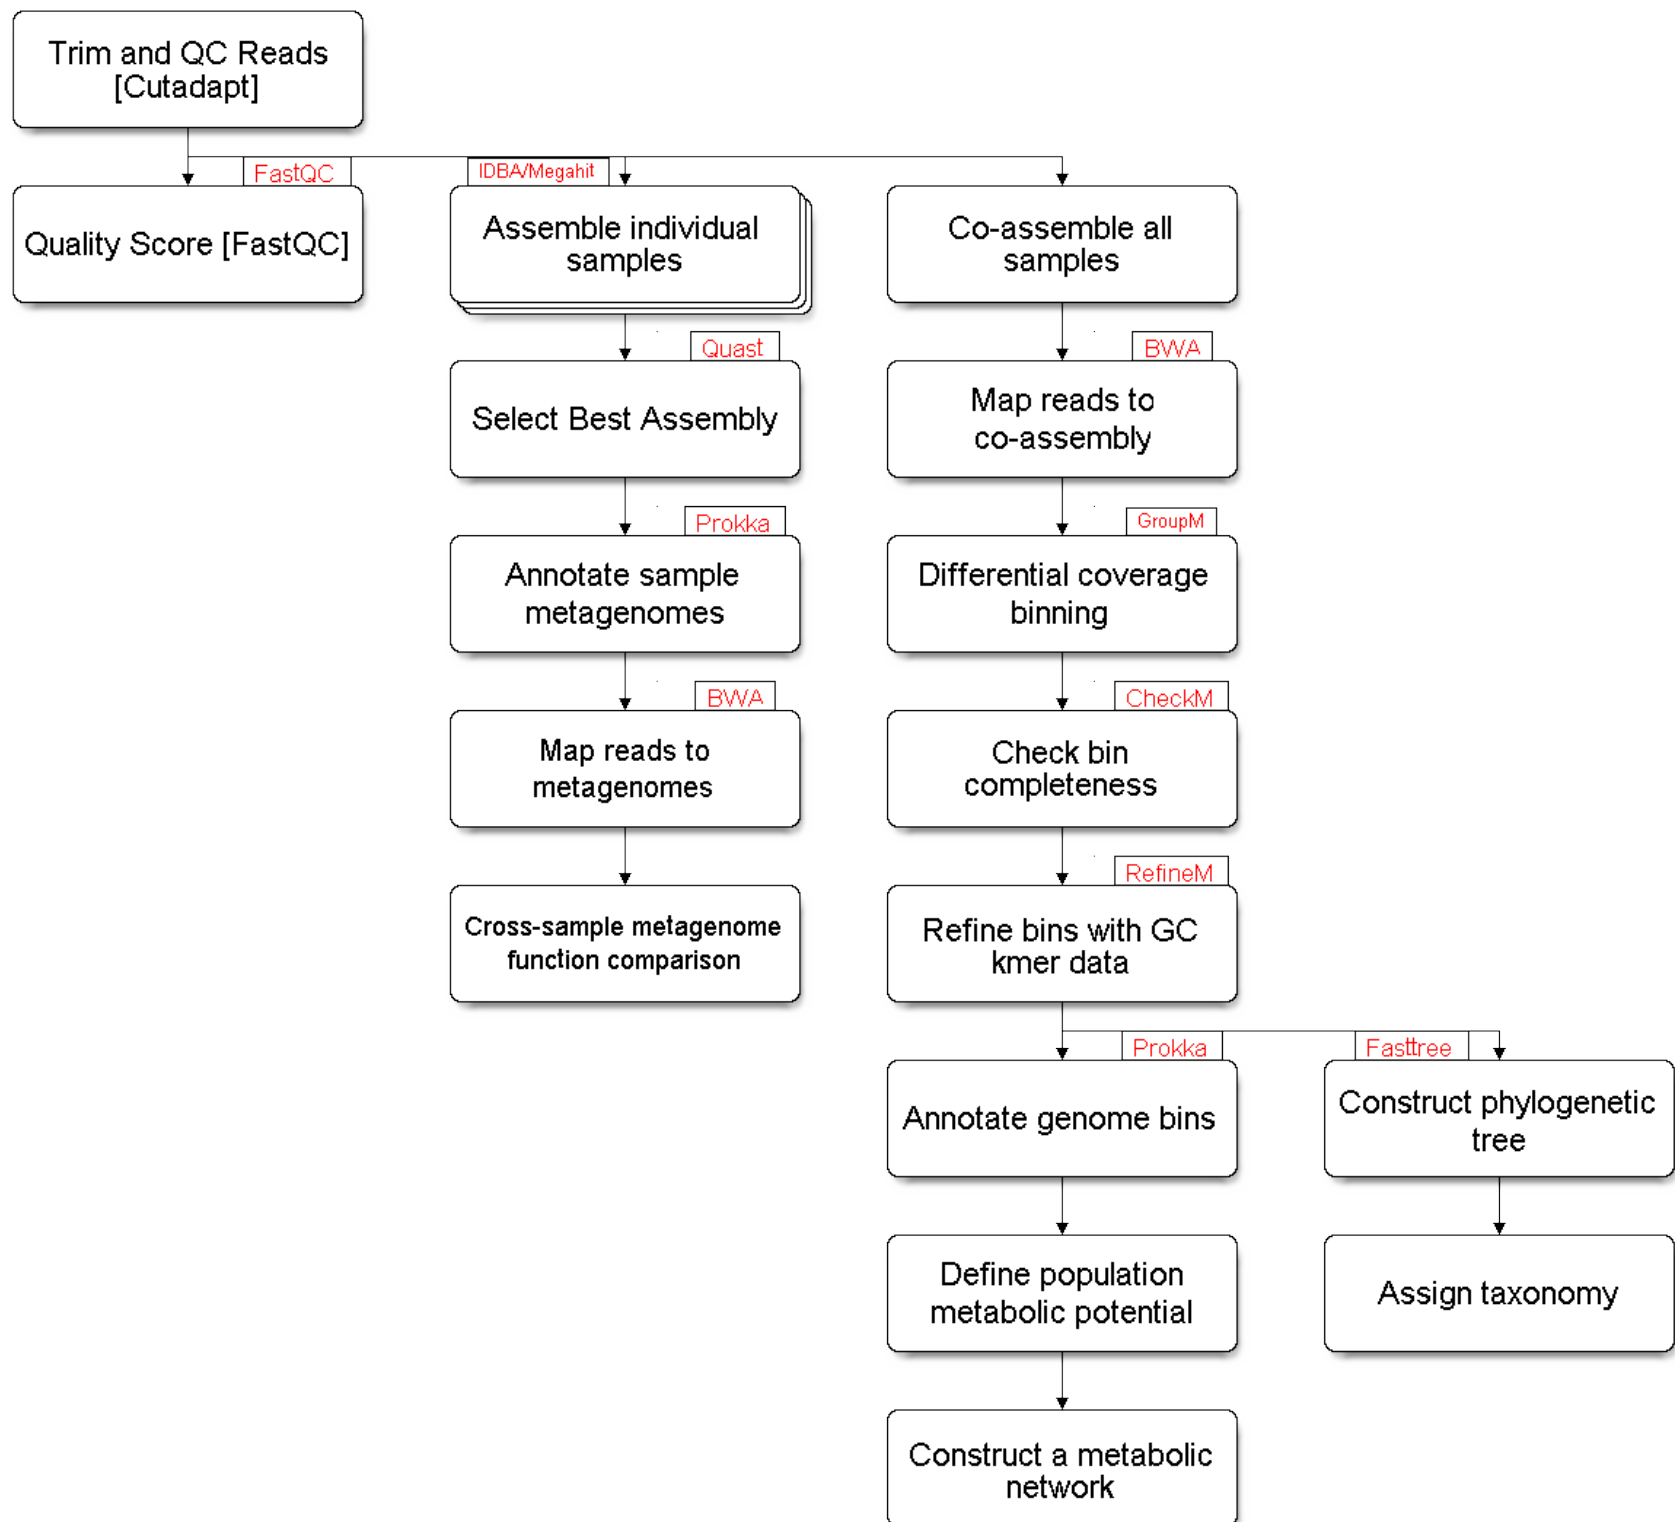 Trim and QC Reads
[Cutadapt]
FastQC
Quality Score [FastQC]
IDBA/Megahit
Assemble individual
samples
Co-assemble all
samples
Quast
Select Best Assembly
BWA
Map reads to
co-assembly
Prokka
Annotate sample
metagenomes
GroupM
Differential coverage
binning
BWA
Map reads to
metagenomes
CheckM
Check bin
completeness
Cross-sample metagenome
function comparison
RefineM
Refine bins with GC
kmer data
Prokka
Annotate genome bins
Fasttree
Construct phylogenetic
tree
Define population
metabolic potential
Assign taxonomy
Construct a metabolic
network